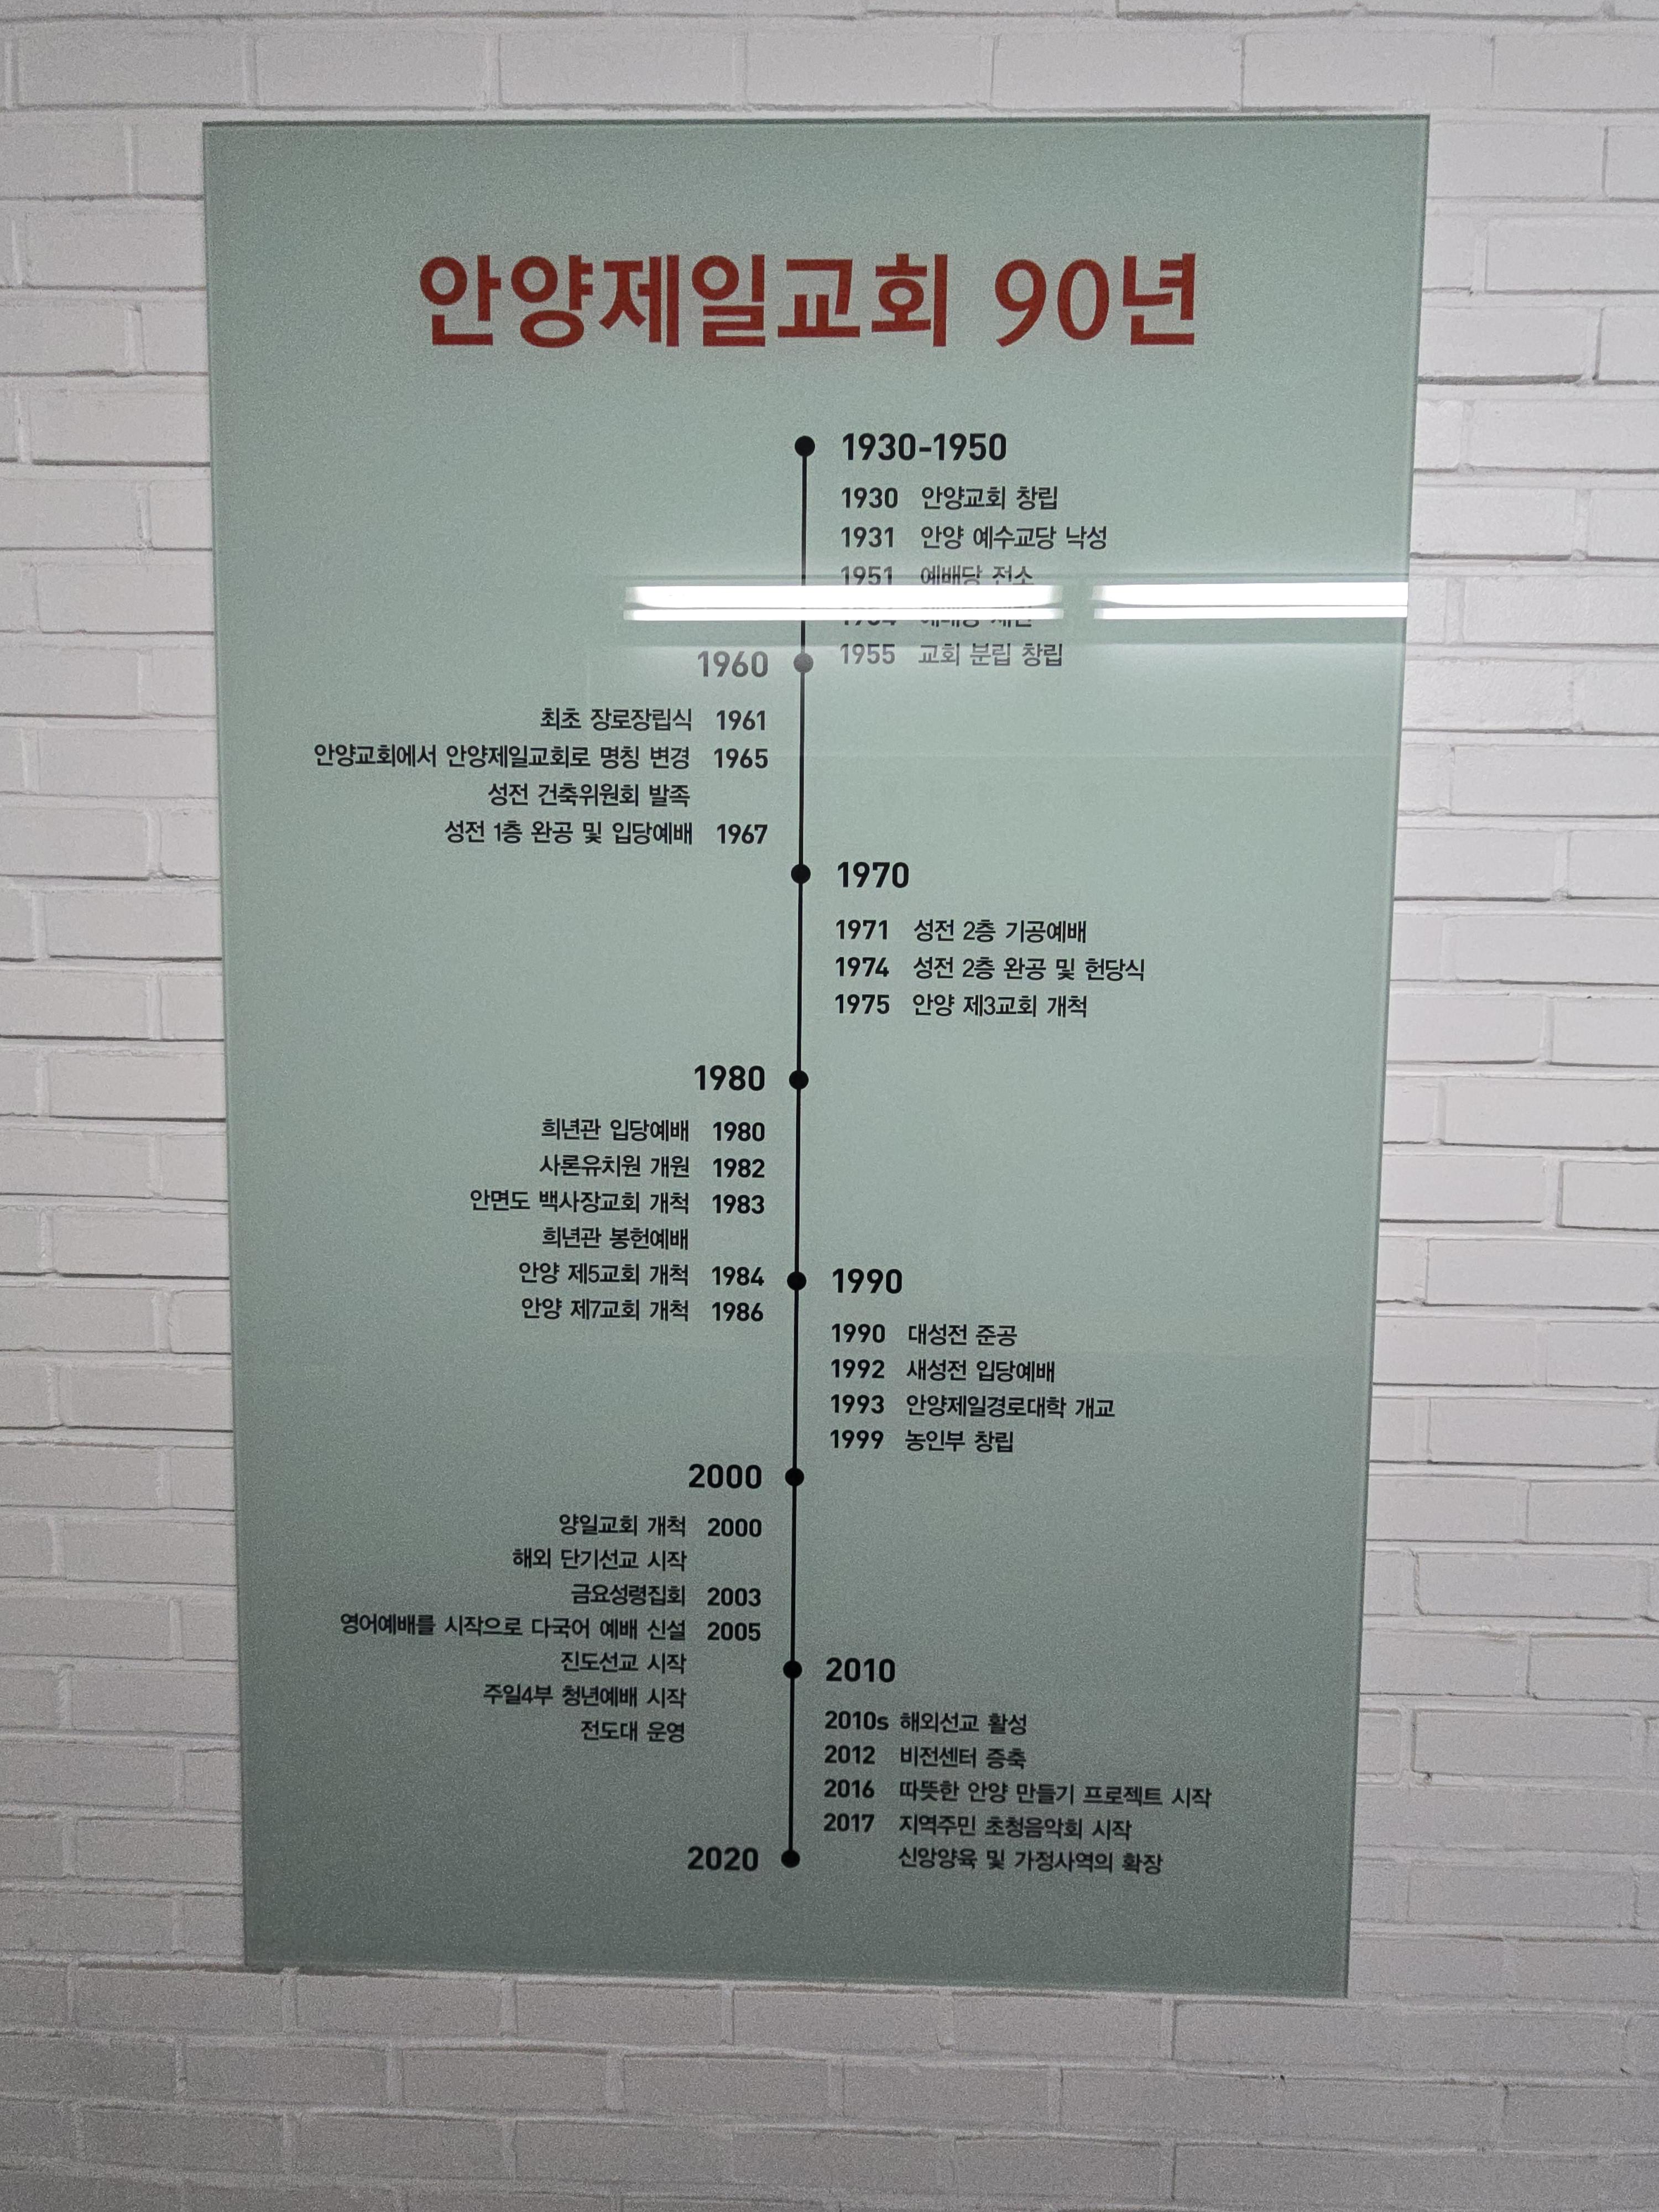 안양제일교회 90년
1930-1950
1930 안양교회 창립
1931 안양 예수교당 낙성
1951 예배당 전소
1955 교회 분립 창립
1960
최초 장로장립식 1961
안양교회에서 안양제일교회로 명칭 변경 1965
성전 건축위원회 발족
성전 1층 완공 및 입당예배 1967
1970
1971 성전 2층 기공예배
1974 성전 2층 완공 및 헌당식
1975 안양 제3교회 개척
1980
희년관 입당예배 1980
사론유치원 개원 1982
안면도 백사장교회 개척 1983
희년관 봉헌예배
안양 제5교회 개척 1984
안양 제7교회 개척 1986
1990
1990 대성전 준공
1992 새성전 입당예배
1993 안양제일경로대학 개교
1999 농인부 창립
2000
양일교회 개척 2000
해외 단기선교 시작
금요성령집회 2003
영어예배를 시작으로 다국어 예배 신설 2005
진도선교 시작
주일4부 청년예배 시작
전도대 운영
2010
2010s 해외선교 활성
2012 비전센터 증축
2016 따뜻한 안양 만들기 프로젝트 시작
2017 지역주민 초청음악회 시작
신앙양육 및 가정사역의 확장
2020